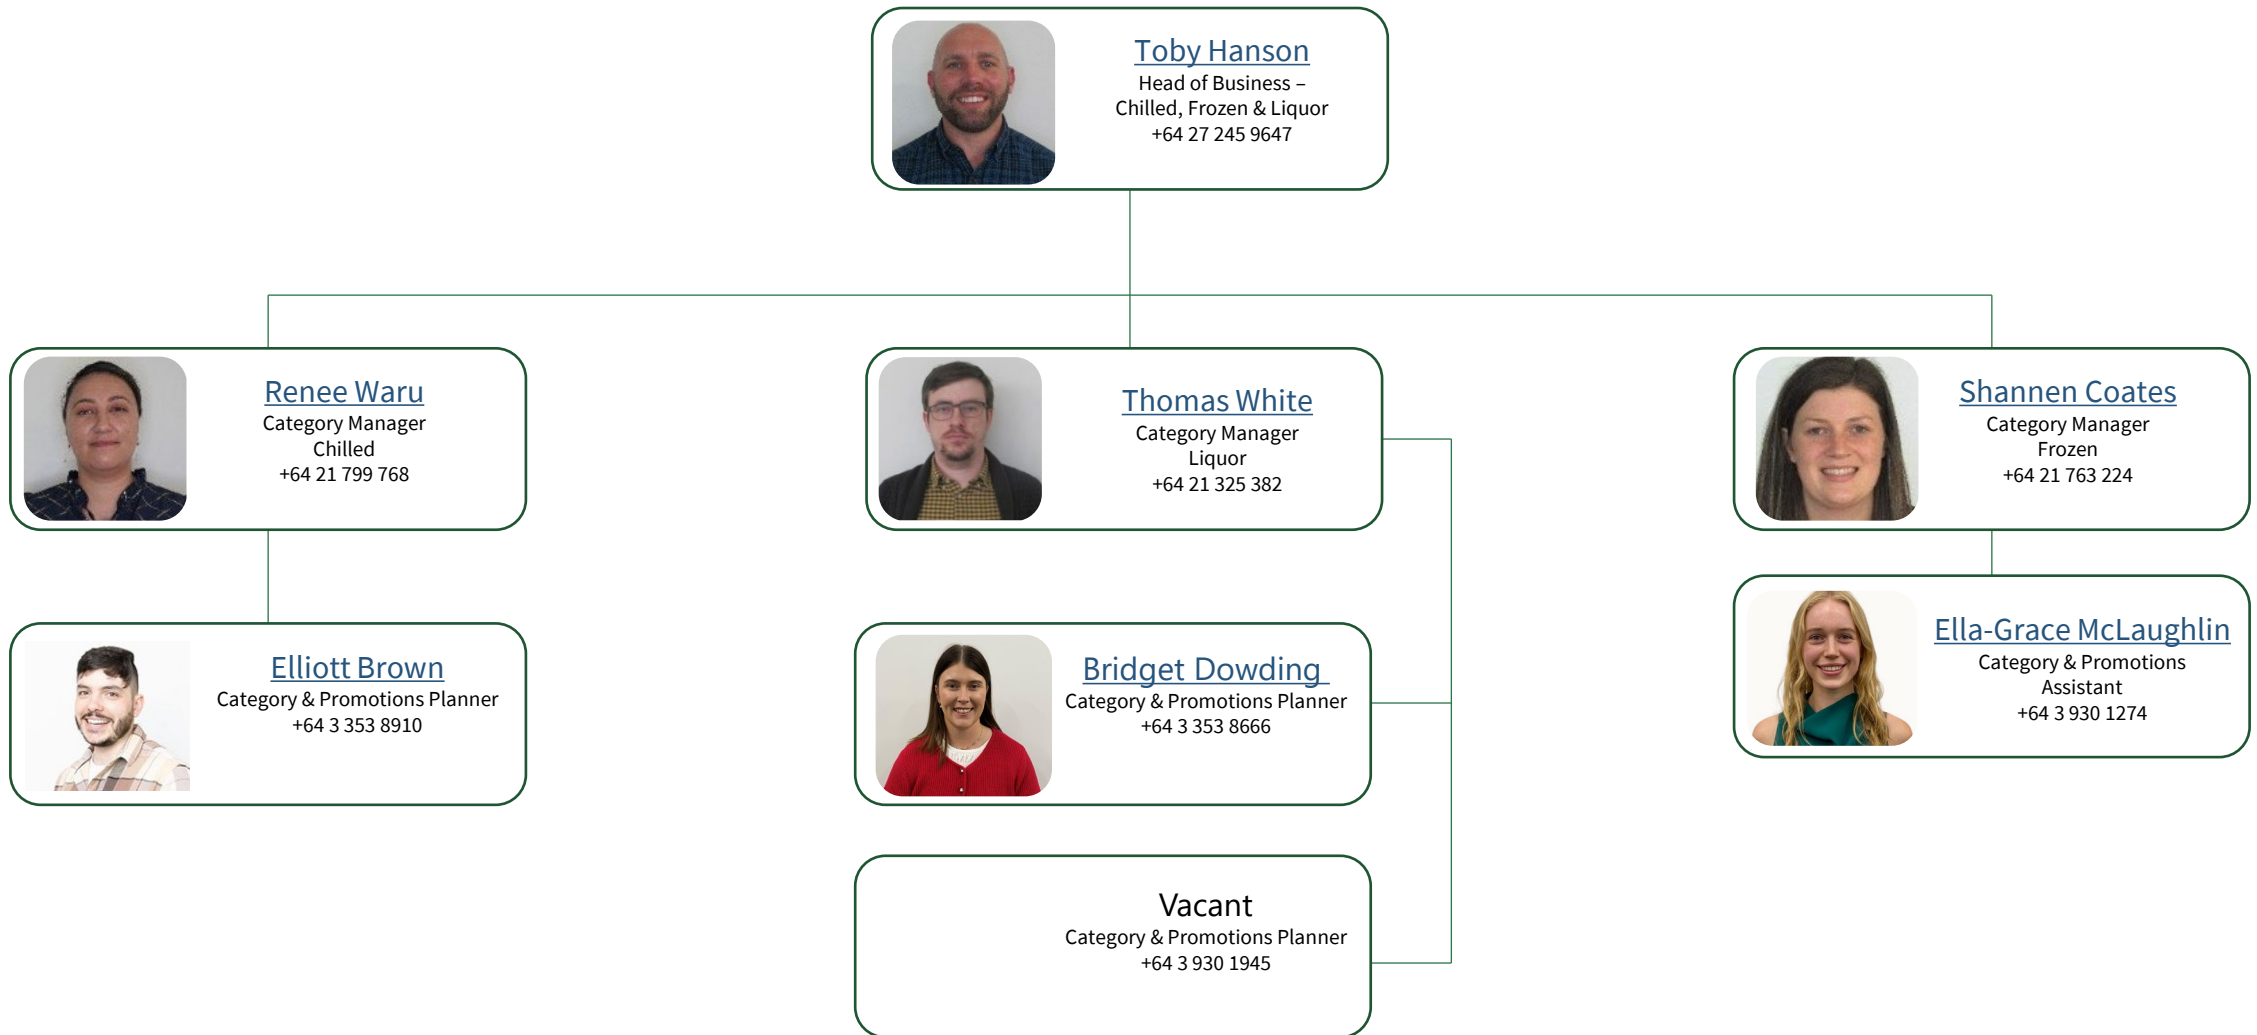 Toby Hanson
Head of Business –
Chilled, Frozen & Liquor
+64 27 245 9647
Renee Waru
Category Manager
Chilled
+64 21 799 768
Thomas White
Category Manager
Liquor
+64 21 325 382
Shannen Coates
Category Manager
Frozen
+64 21 763 224
Elliott Brown
Category & Promotions Planner
+64 3 353 8910
Bridget Dowding
Category & Promotions Planner
+64 3 353 8666
Ella-Grace McLaughlin
Category & Promotions
Assistant
+64 3 930 1274
Vacant
Category & Promotions Planner
+64 3 930 1945